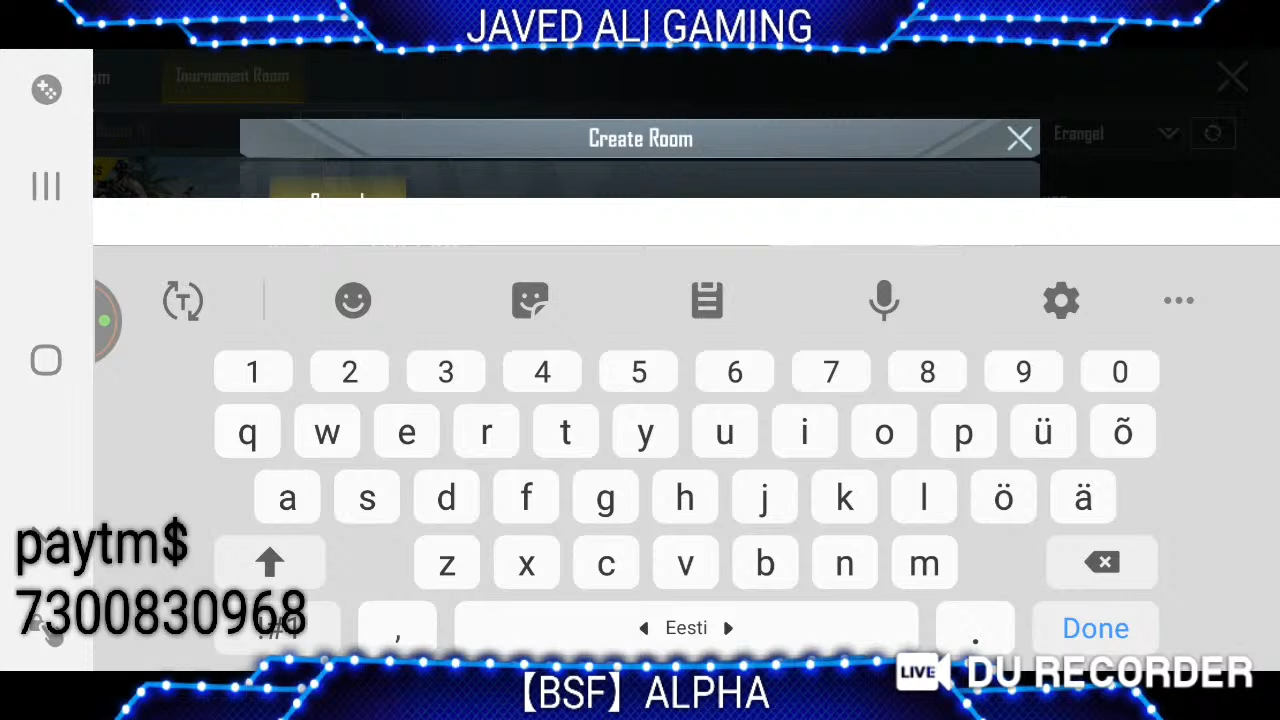 JAVED ALI GAMING
Tournament Room
Create Room
Erangel
1 2 3 4 5 6 7 8 9 0
q w e r t y u i o p ü õ
a s d f g h j k l ö ä
z x c v b n m
paytm$
7300830968
, Eesti . Done
LIVE DU RECORDER
【BSF】ALPHA